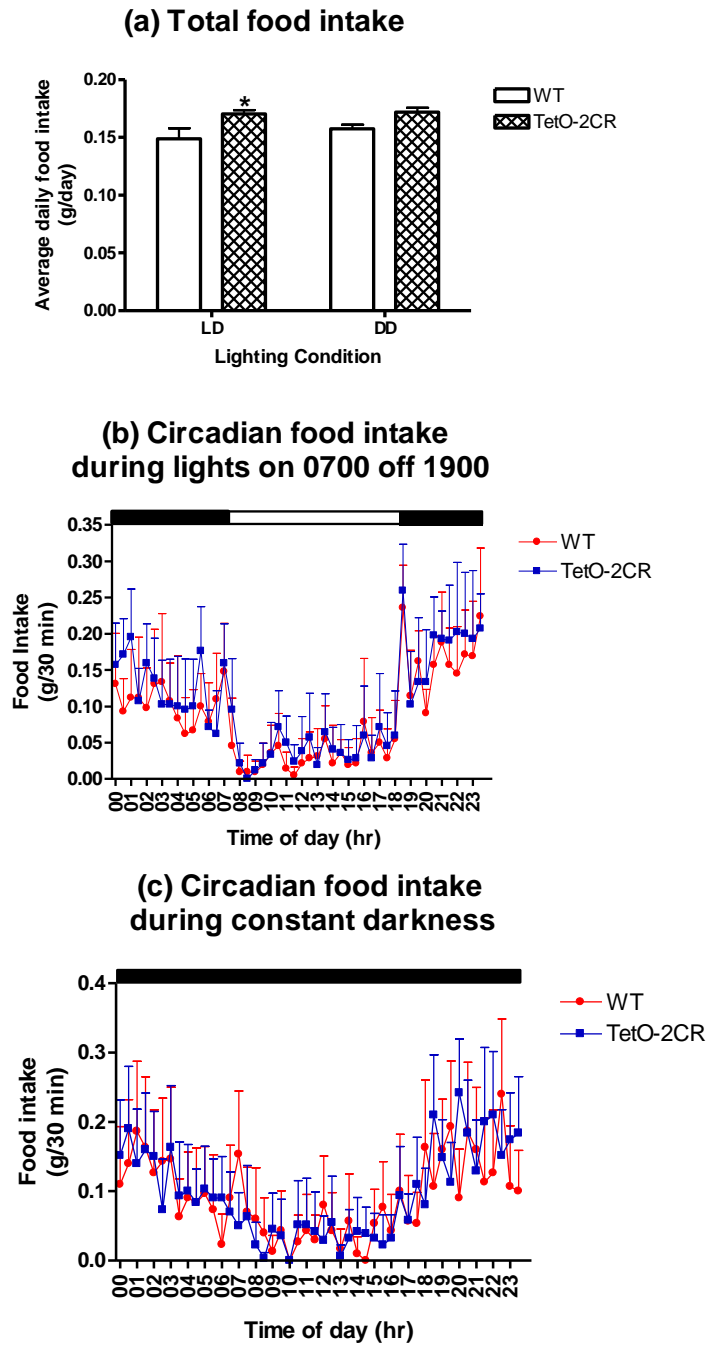 (a) Total food intake
0.20
0.15
0.10
0.05
0.00
Average daily food intake
(g/day)
*
WT
TetO-2CR
LD DD
Lighting Condition
(b) Circadian food intake
during lights on 0700 off 1900
0.35
0.30
0.25
0.20
0.15
0.10
0.05
0.00
Food Intake
(g/30 min)
WT
TetO-2CR
00 01 02 03 04 05 06 07 08 09 10 11 12 13 14 15 16 17 18 19 20 21 22 23
Time of day (hr)
(c) Circadian food intake
during constant darkness
0.4
0.3
0.2
0.1
0.0
Food intake
(g/30 min)
WT
TetO-2CR
00 01 02 03 04 05 06 07 08 09 10 11 12 13 14 15 16 17 18 19 20 21 22 23
Time of day (hr)